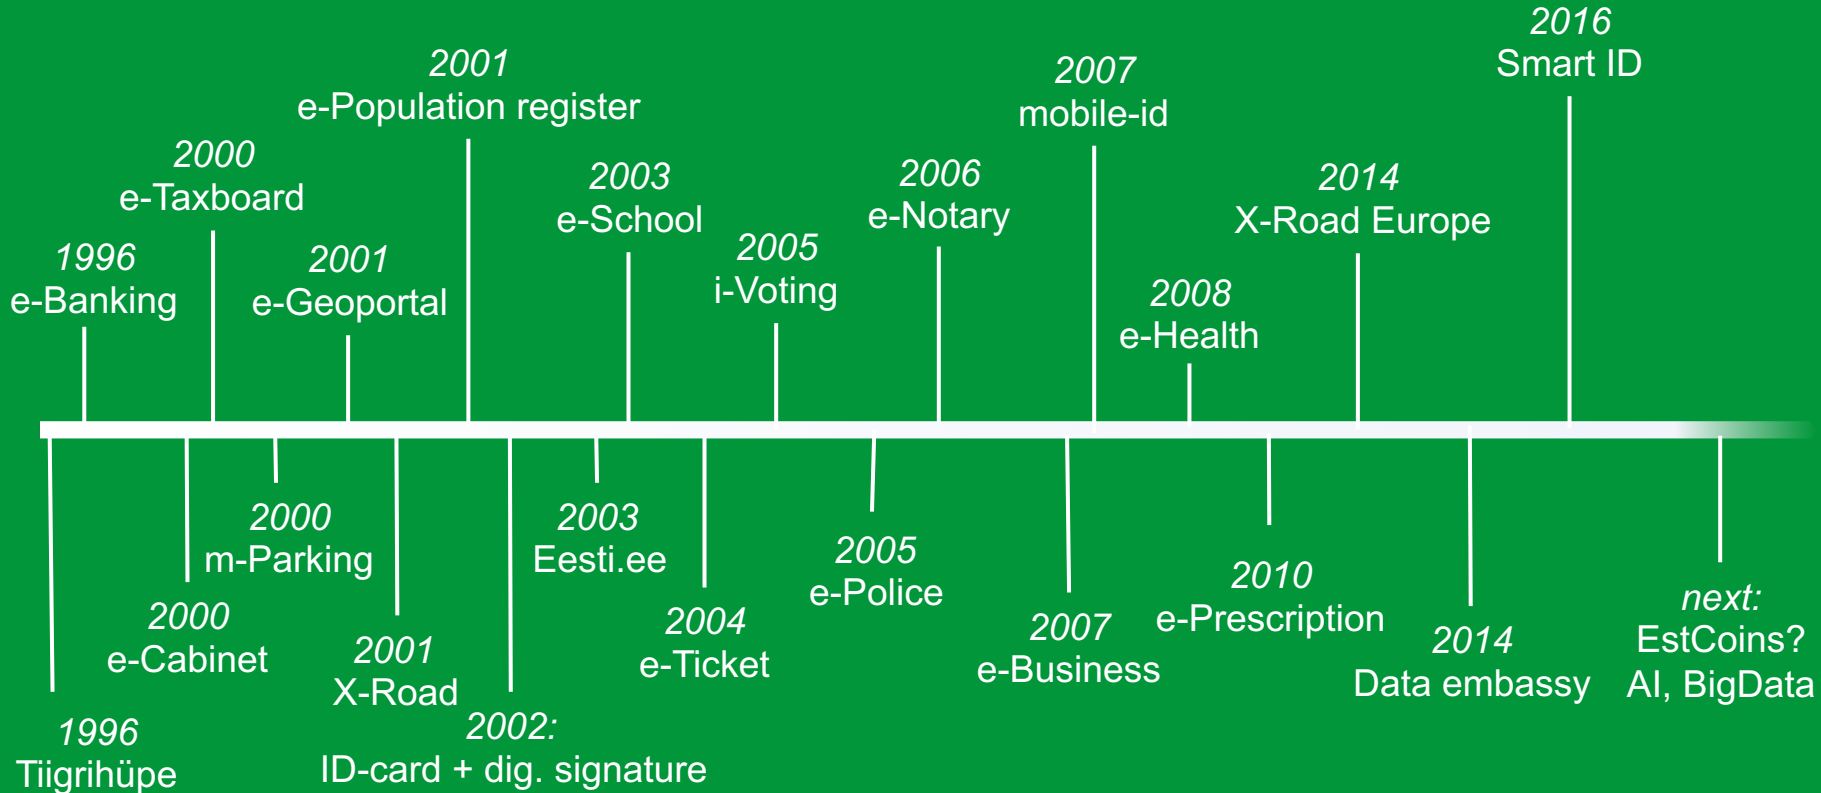 2016
Smart ID
2001
e-Population register
2007
mobile-id
2000
e-Taxboard
2003
e-School
2006
e-Notary
2014
X-Road Europe
1996
e-Banking
2001
e-Geoportal
2005
i-Voting
2008
e-Health
2000
m-Parking
2003
Eesti.ee
2005
e-Police
2010
e-Prescription
next:
EstCoins?
AI, BigData
2000
e-Cabinet
2001
X-Road
2004
e-Ticket
2007
e-Business
2014
Data embassy
1996
Tiigrihüpe
2002:
ID-card + dig. signature